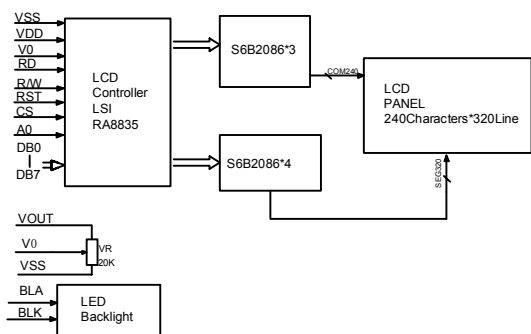 VSS
VDD
V0
RD
R/W
RST
CS
A0
DB0
DB7
LCD
Controller
LSI
RA8835
S6B2086*3
S6B2086*4
COM240
SEG320
LCD
PANEL
240Characters*320Line
VOUT
V0
VSS
VR
20K
BLA
BLK
LED
Backlight